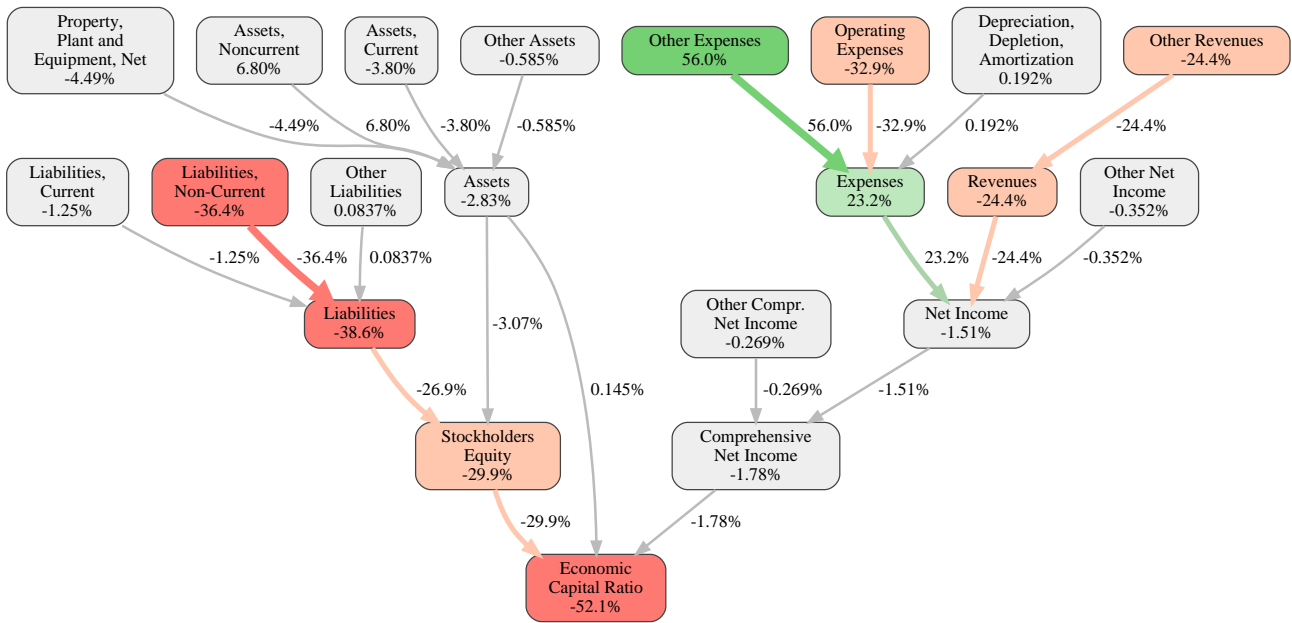 Property,
Plant and
Equipment, Net
-4.49%
Assets,
Noncurrent
6.80%
Assets,
Current
-3.80%
Other Assets
-0.585%
Other Expenses
56.0%
Operating
Expenses
-32.9%
Depreciation,
Depletion,
Amortization
0.192%
Other Revenues
-24.4%
-4.49%
6.80%
-3.80%
-0.585%
56.0%
-32.9%
0.192%
-24.4%
Liabilities,
Current
-1.25%
Liabilities,
Non-Current
-36.4%
Other
Liabilities
0.0837%
Assets
-2.83%
Expenses
23.2%
Revenues
-24.4%
Other Net
Income
-0.352%
-1.25%
-36.4%
0.0837%
23.2%
-24.4%
-0.352%
Liabilities
-38.6%
-3.07%
Other Compr.
Net Income
-0.269%
Net Income
-1.51%
-26.9%
0.145%
-0.269%
-1.51%
Stockholders
Equity
-29.9%
Comprehensive
Net Income
-1.78%
-29.9%
-1.78%
Economic
Capital Ratio
-52.1%